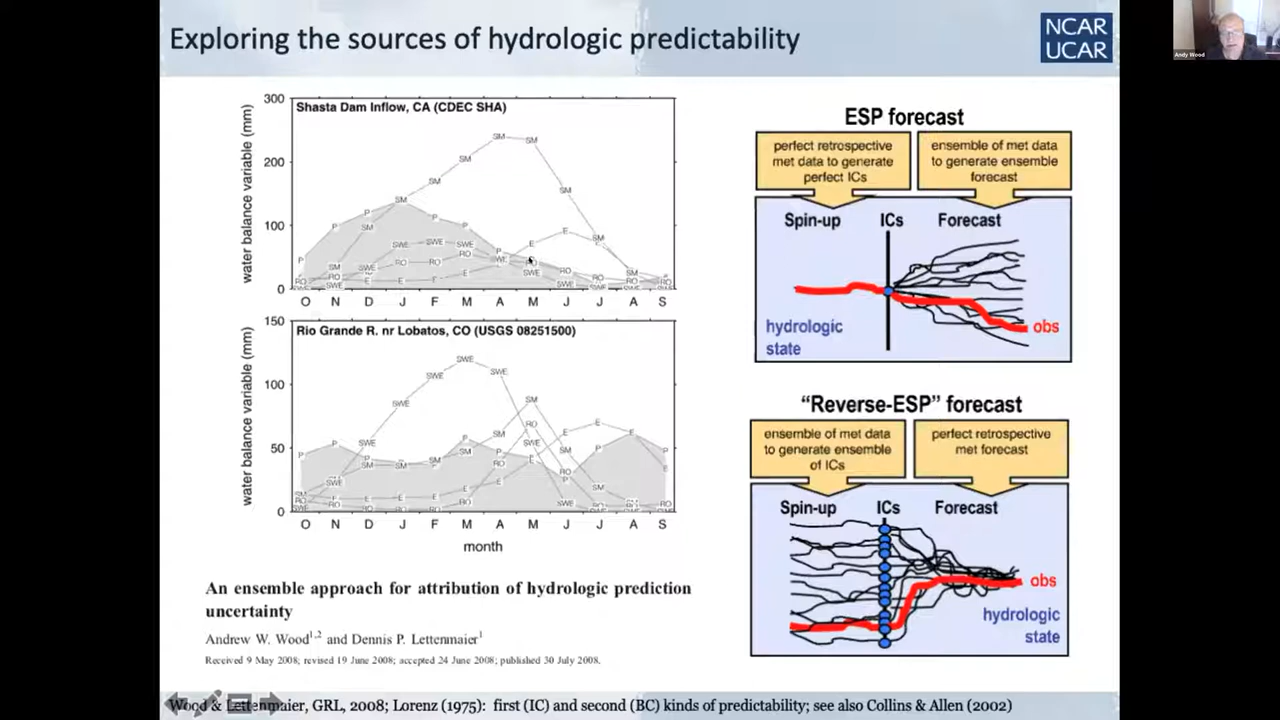 Exploring the sources of hydrologic predictability
NCAR
UCAR
Andy Wood
Shasta Dam Inflow, CA (CDEC SHA)
water balance variable (mm)
300
200
100
0
O N D J F M A M J J A S
P
SM
SWE
RO
E
Rio Grande R. nr Lobatos, CO (USGS 08251500)
water balance variable (mm)
150
100
50
0
O N D J F M A M J J A S
month
P
SM
SWE
RO
E
An ensemble approach for attribution of hydrologic prediction
uncertainty
Andrew W. Wood1,2 and Dennis P. Lettenmaier1
Received 9 May 2008; revised 19 June 2008; accepted 24 June 2008; published 30 July 2008.
ESP forecast
perfect retrospective
met data to generate
perfect ICs
ensemble of met data
to generate ensemble
forecast
Spin-up ICs Forecast
hydrologic
state
obs
“Reverse-ESP” forecast
ensemble of met data
to generate ensemble
of ICs
perfect retrospective
met forecast
Spin-up ICs Forecast
obs
hydrologic
state
Wood & Lettenmaier, GRL, 2008; Lorenz (1975): first (IC) and second (BC) kinds of predictability; see also Collins & Allen (2002)